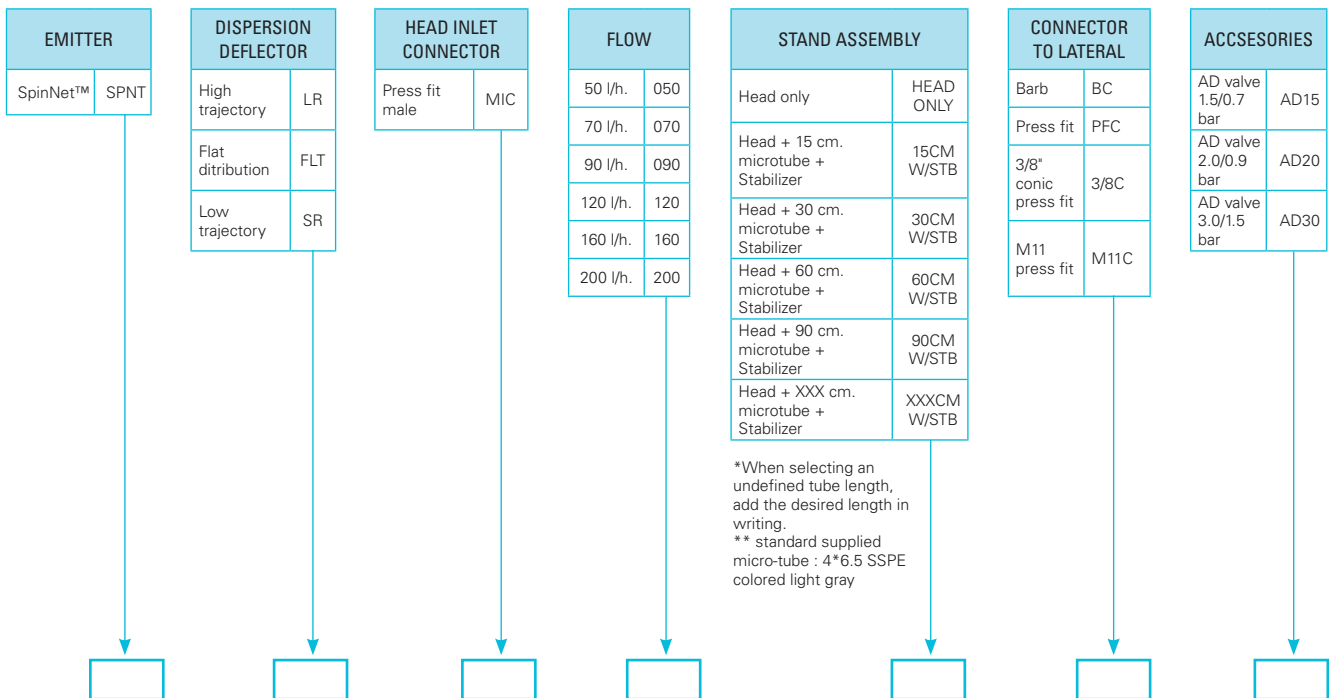 EMITTER
SpinNet™ SPNT
DISPERSION
DEFLECTOR
High
trajectory
LR
Flat
ditribution
FLT
Low
trajectory
SR
HEAD INLET
CONNECTOR
Press fit
male
MIC
FLOW
50 l/h. 050
70 l/h. 070
90 l/h. 090
120 l/h. 120
160 l/h. 160
200 l/h. 200
STAND ASSEMBLY
Head only
HEAD
ONLY
Head + 15 cm.
microtube +
Stabilizer
15CM
W/STB
Head + 30 cm.
microtube +
Stabilizer
30CM
W/STB
Head + 60 cm.
microtube +
Stabilizer
60CM
W/STB
Head + 90 cm.
microtube +
Stabilizer
90CM
W/STB
Head + XXX cm.
microtube +
Stabilizer
XXXCM
W/STB
*When selecting an
undefined tube length,
add the desired length in
writing.
** standard supplied
micro-tube : 4*6.5 SSPE
colored light gray
CONNECTOR
TO LATERAL
Barb BC
Press fit PFC
3/8"
conic
press fit
3/8C
M11
press fit
M11C
ACCSESORIES
AD valve
1.5/0.7
bar
AD15
AD valve
2.0/0.9
bar
AD20
AD valve
3.0/1.5
bar
AD30